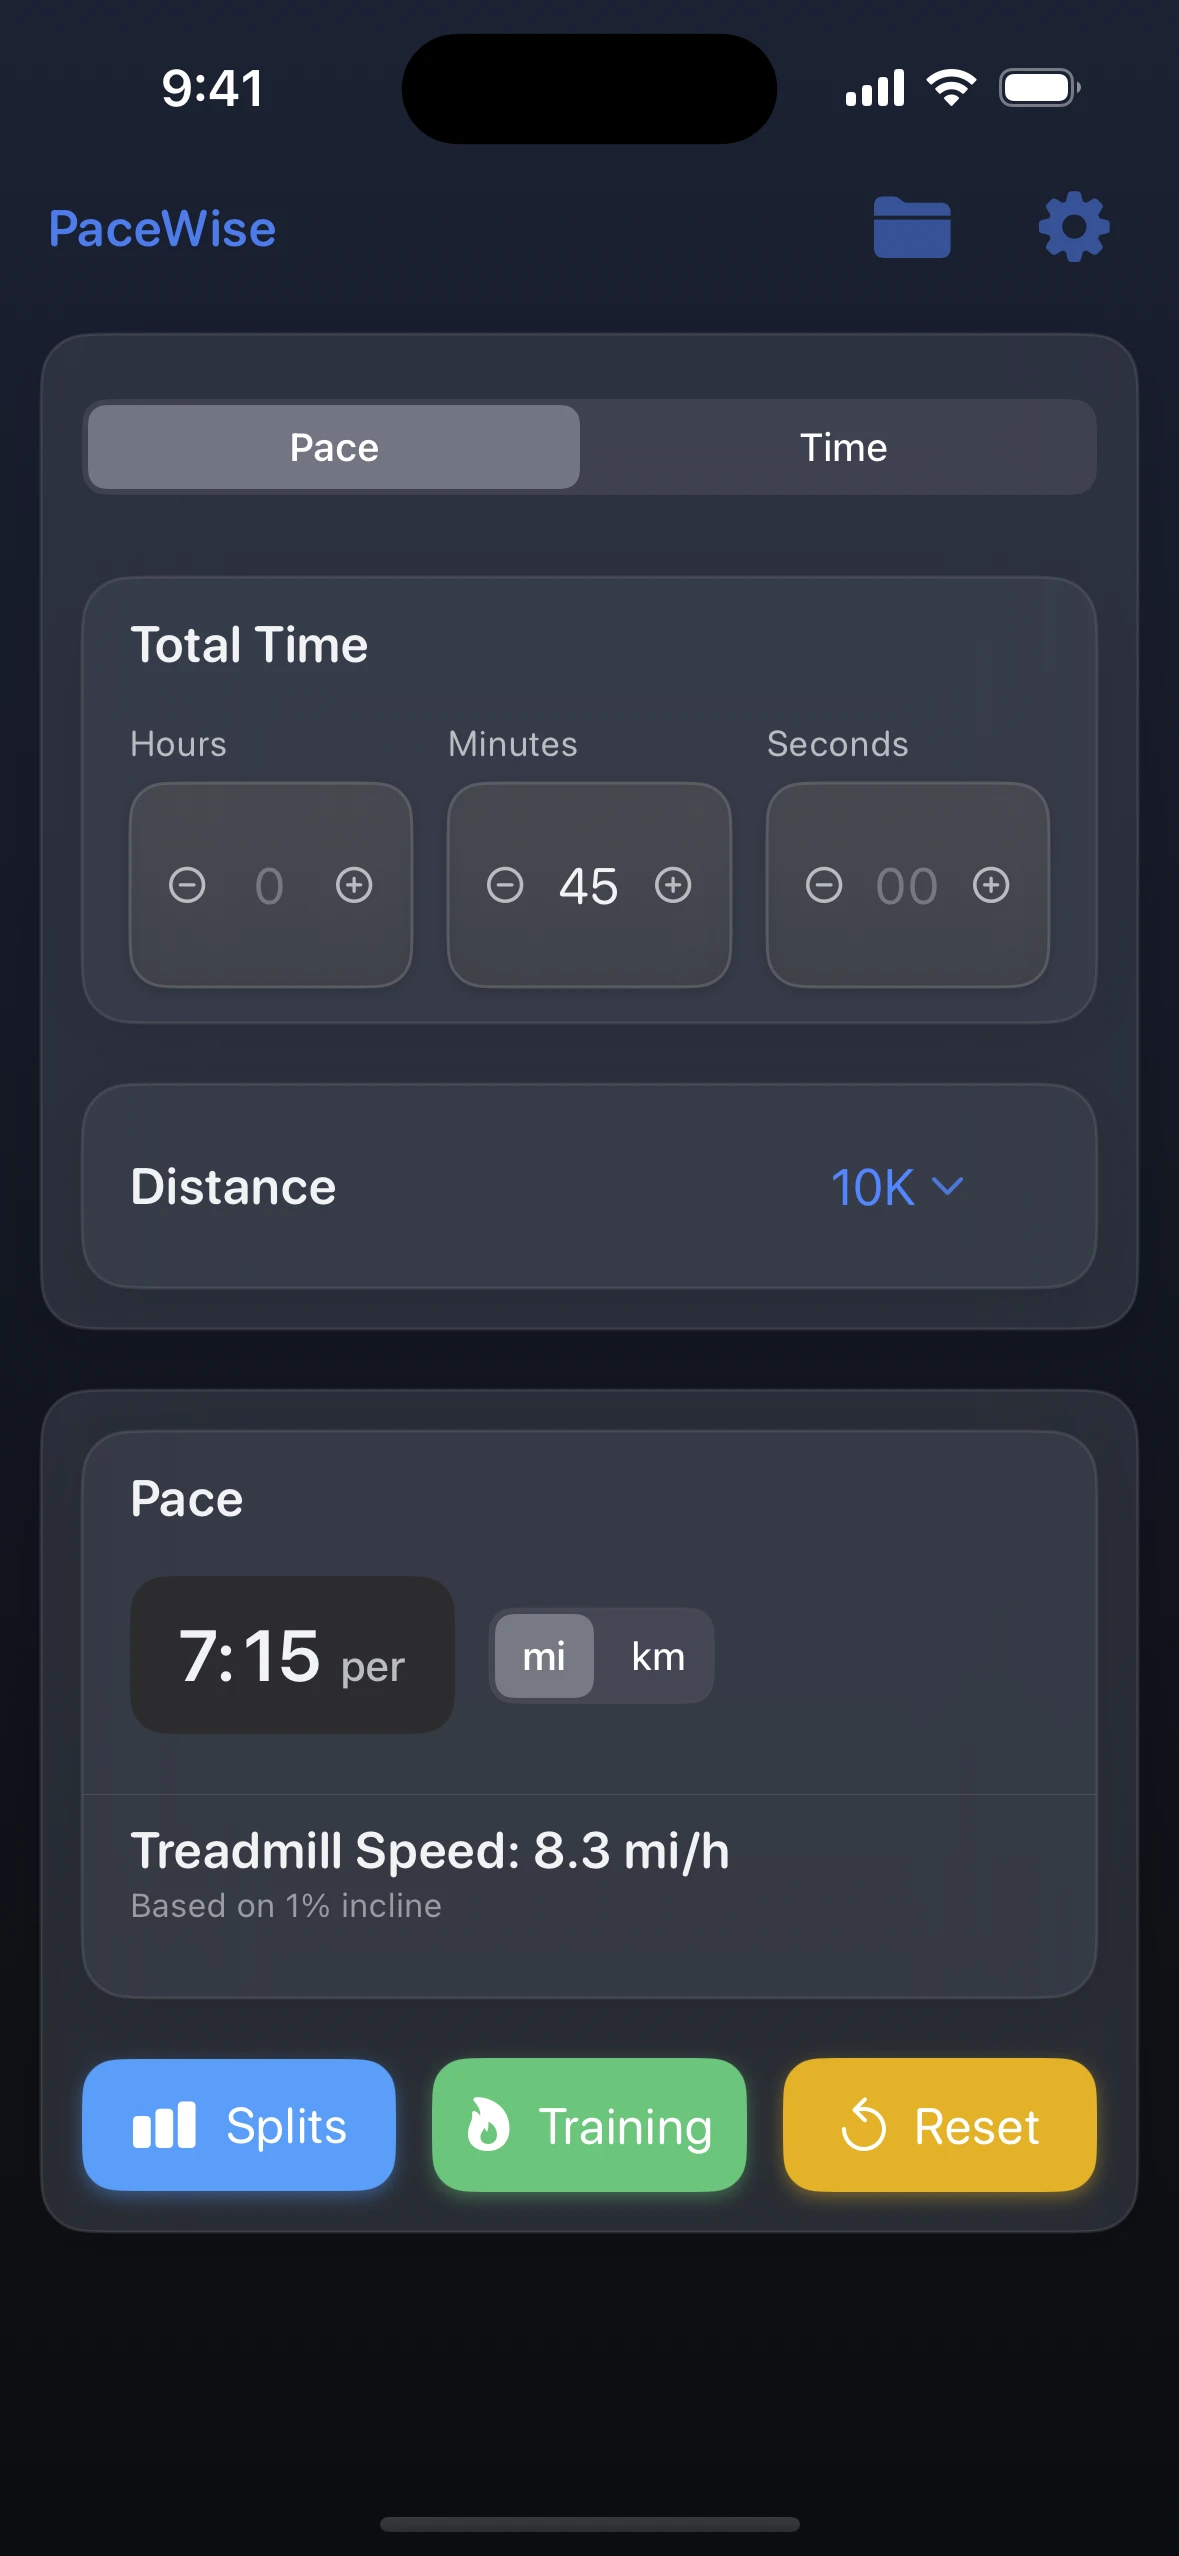 9:41
PaceWise
Pace Time
Total Time
Hours Minutes Seconds
0 45 00
Distance 10K
Pace
7:15 per mi km
Treadmill Speed: 8.3 mi/h
Based on 1% incline
Splits Training Reset